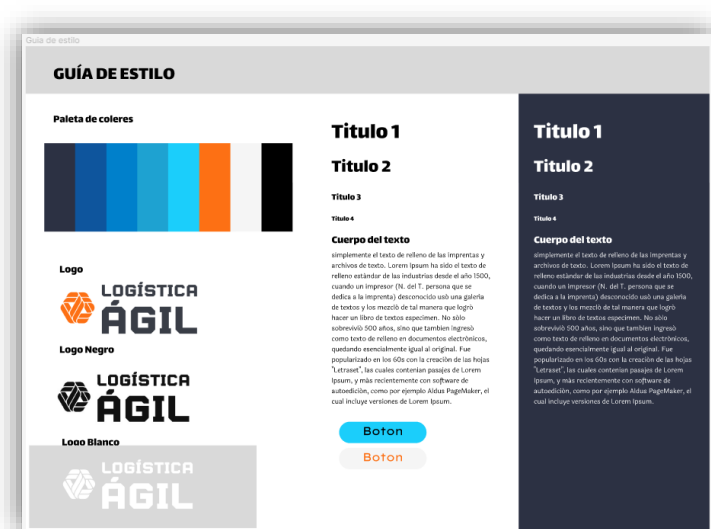 Guia de estilo
GUÍA DE ESTILO
Paleta de coleres
Logo
LOGÍSTICA
ÁGIL
Logo Negro
LOGÍSTICA
ÁGIL
Logo Blanco
LOGÍSTICA
ÁGIL
Titulo 1
Titulo 2
Titulo 3
Titulo 4
Cuerpo del texto
simplemente el texto de relleno de las imprentas y
archivos de texto. Lorem Ipsum ha sido el texto de
relleno estándar de las industrias desde el año 1500,
cuando un impresor (N. del T. persona que se
dedica a la imprenta) desconocido usó una galería
de textos y los mezcló de tal manera que logró
hacer un libro de textos especimen. No sólo
sobrevivió 500 años, sino que tambien ingresó
como texto de relleno en documentos electrónicos,
quedando esencialmente igual al original. Fue
popularizado en los 60s con la creación de las hojas
"Letraset", las cuales contenian pasajes de Lorem
Ipsum, y más recientemente con software de
autoedición, como por ejemplo Aldus PageMaker, el
cual incluye versiones de Lorem Ipsum.
Boton
Boton
Titulo 1
Titulo 2
Titulo 3
Titulo 4
Cuerpo del texto
simplemente el texto de relleno de las imprentas y
archivos de texto. Lorem Ipsum ha sido el texto de
relleno estándar de las industrias desde el año 1500,
cuando un impresor (N. del T. persona que se
dedica a la imprenta) desconocido usó una galería
de textos y los mezcló de tal manera que logró
hacer un libro de textos especimen. No sólo
sobrevivió 500 años, sino que tambien ingresó
como texto de relleno en documentos electrónicos,
quedando esencialmente igual al original. Fue
popularizado en los 60s con la creación de las hojas
"Letraset", las cuales contenian pasajes de Lorem
Ipsum, y más recientemente con software de
autoedición, como por ejemplo Aldus PageMaker, el
cual incluye versiones de Lorem Ipsum.